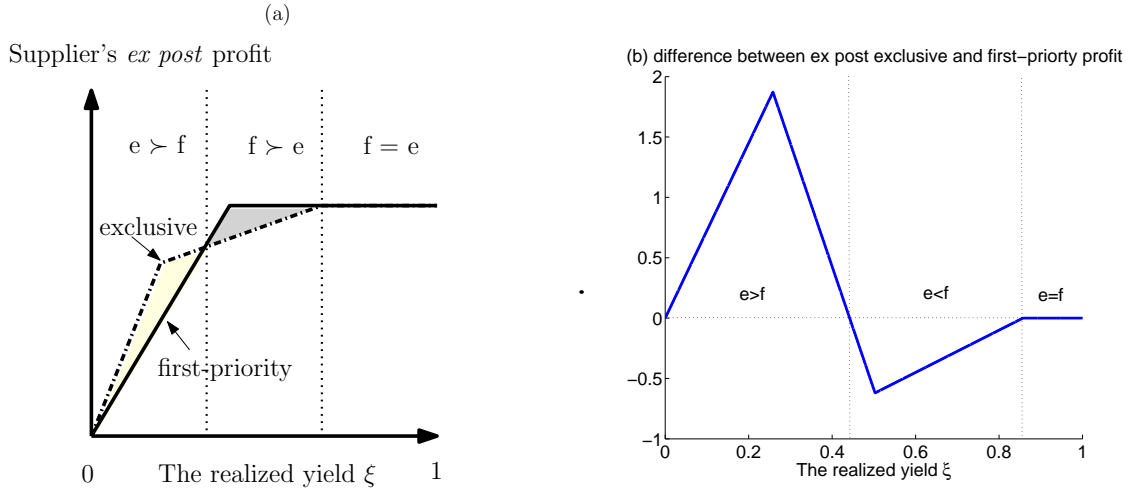 (a)
Supplier's ex post profit
e ≻ f
f ≻ e
f = e
exclusive
first-priority
0
The realized yield ξ
1
(b) difference between ex post exclusive and first−priorty profit
2
1.5
1
0.5
0
−0.5
−1
e>f
e<f
e=f
0
0.2
0.4
0.6
0.8
1
The realized yield ξ